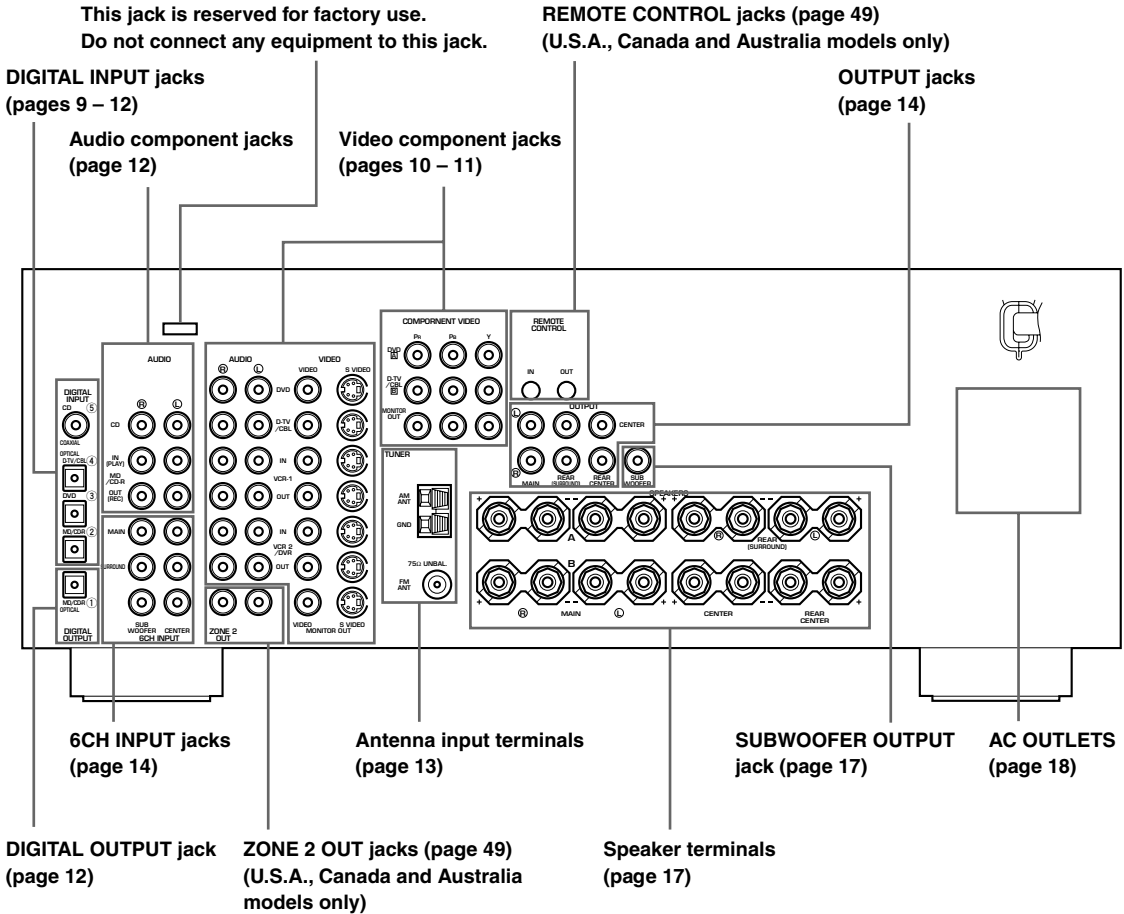 This jack is reserved for factory use.
Do not connect any equipment to this jack.
REMOTE CONTROL jacks (page 49)
(U.S.A., Canada and Australia models only)
DIGITAL INPUT jacks
(pages 9 – 12)
OUTPUT jacks
(page 14)
Audio component jacks
(page 12)
Video component jacks
(pages 10 – 11)
AUDIO
R L
CD
IN
(PLAY)
MD
/CD-R
OUT
(REC)
DIGITAL
INPUT
CD ⑤
COAXIAL
OPTICAL
D-TV/CBL ④
DVD ③
MD/CDR ②
MD/CDR ①
OPTICAL
DIGITAL
OUTPUT
MAIN
SURROUND
SUB
WOOFER CENTER
6CH INPUT
AUDIO VIDEO
R L VIDEO S VIDEO
DVD
D-TV
/CBL
IN
VCR-1
OUT
IN
VCR 2
/DVR
OUT
ZONE 2
OUT
VIDEO S VIDEO
MONITOR OUT
COMPORNENT VIDEO
PR PB Y
DVD
A
D-TV
/CBL
B
MONITOR
OUT
REMOTE
CONTROL
IN OUT
OUTPUT
L
CENTER
R
MAIN
REAR
(SURROUND)
REAR
CENTER
SUB
WOOFER
TUNER
AM
ANT
GND
75Ω UNBAL.
FM
ANT
SPEAKERS
+ - - + + - - +
A
R L
REAR
(SURROUND)
B
+ - - + + - - +
R MAIN L CENTER
REAR
CENTER
6CH INPUT jacks
(page 14)
Antenna input terminals
(page 13)
SUBWOOFER OUTPUT
jack (page 17)
AC OUTLETS
(page 18)
DIGITAL OUTPUT jack
(page 12)
ZONE 2 OUT jacks (page 49)
(U.S.A., Canada and Australia
models only)
Speaker terminals
(page 17)